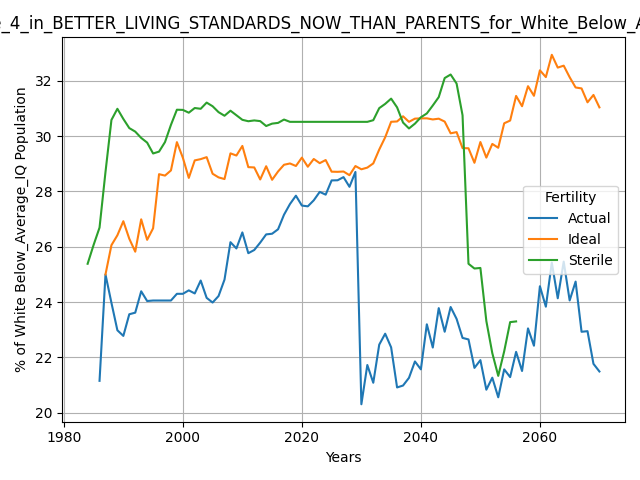 _4_in_BETTER_LIVING_STANDARDS_NOW_THAN_PARENTS_for_White_Below_A
% of White Below_Average_IQ Population
32
30
28
26
24
22
20
Fertility
Actual
Ideal
Sterile
1980
2000
2020
2040
2060
Years